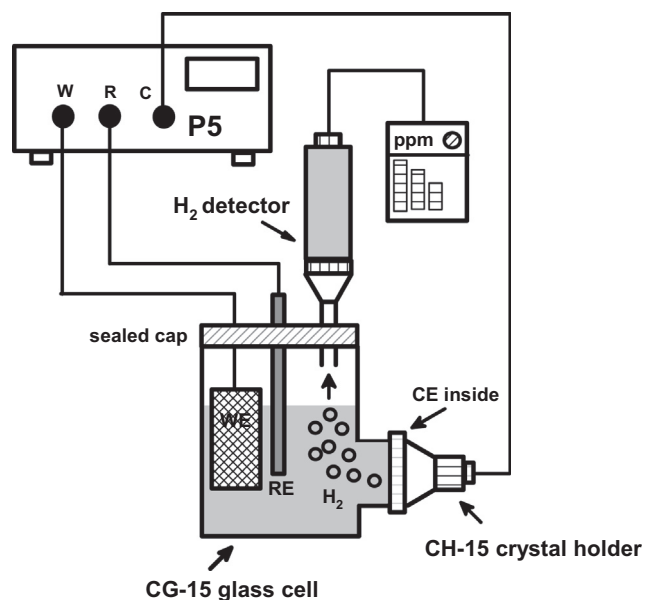 W R C
P5
ppm
H2 detector
sealed cap
CE inside
WE
RE
H2
CH-15 crystal holder
CG-15 glass cell